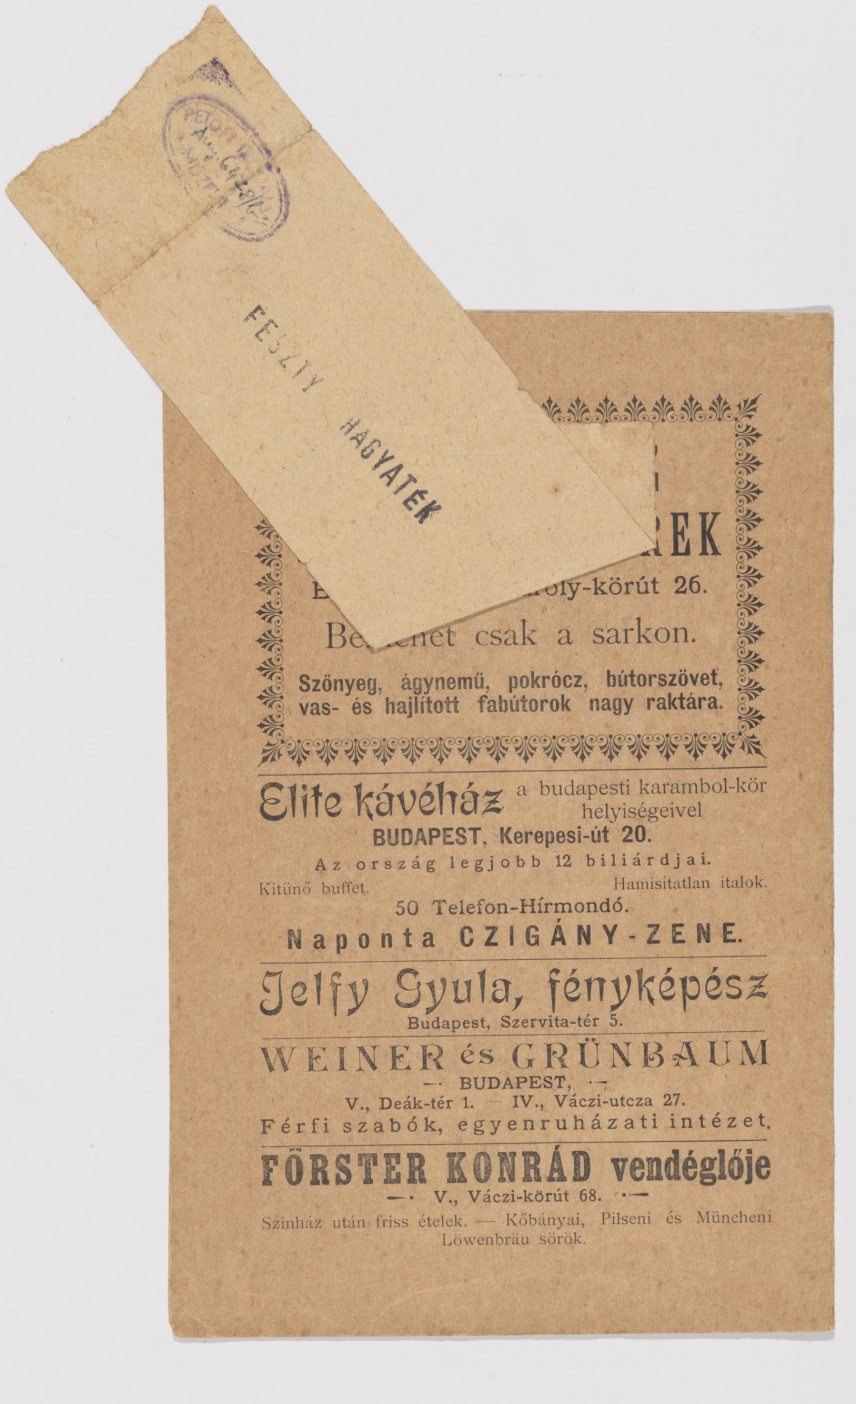 PETŐFI
MÚZEUM
FESZTY HAGYATÉK
REK
26.
csak a sarkon.
Szőnyeg, ágynemű, pokrócz, bútorszövet,
vas- és hajlított fabútorok nagy raktára.
Elite kávéház a budapesti karambol-kör
helyiségeivel
BUDAPEST, Kerepesi-út 20.
Az ország legjobb 12 biliárdjai.
Kitünő buffet. Hamisítatlan italok.
50 Telefon-Hírmondó.
Naponta CZIGÁNY-ZENE.
Jelfy Gyula, fényképész
Budapest, Szervita-tér 5.
WEINER és GRÜNBAUM
BUDAPEST,
V., Deák-tér 1. — IV., Váczi-utcza 27.
Férfi szabók, egyenruházati intézet.
FÖRSTER KONRÁD vendéglője
V., Váczi-körút 68.
Szinház után friss ételek. — Kőbányai, Pilseni és Müncheni
Löwenbräu sörök.